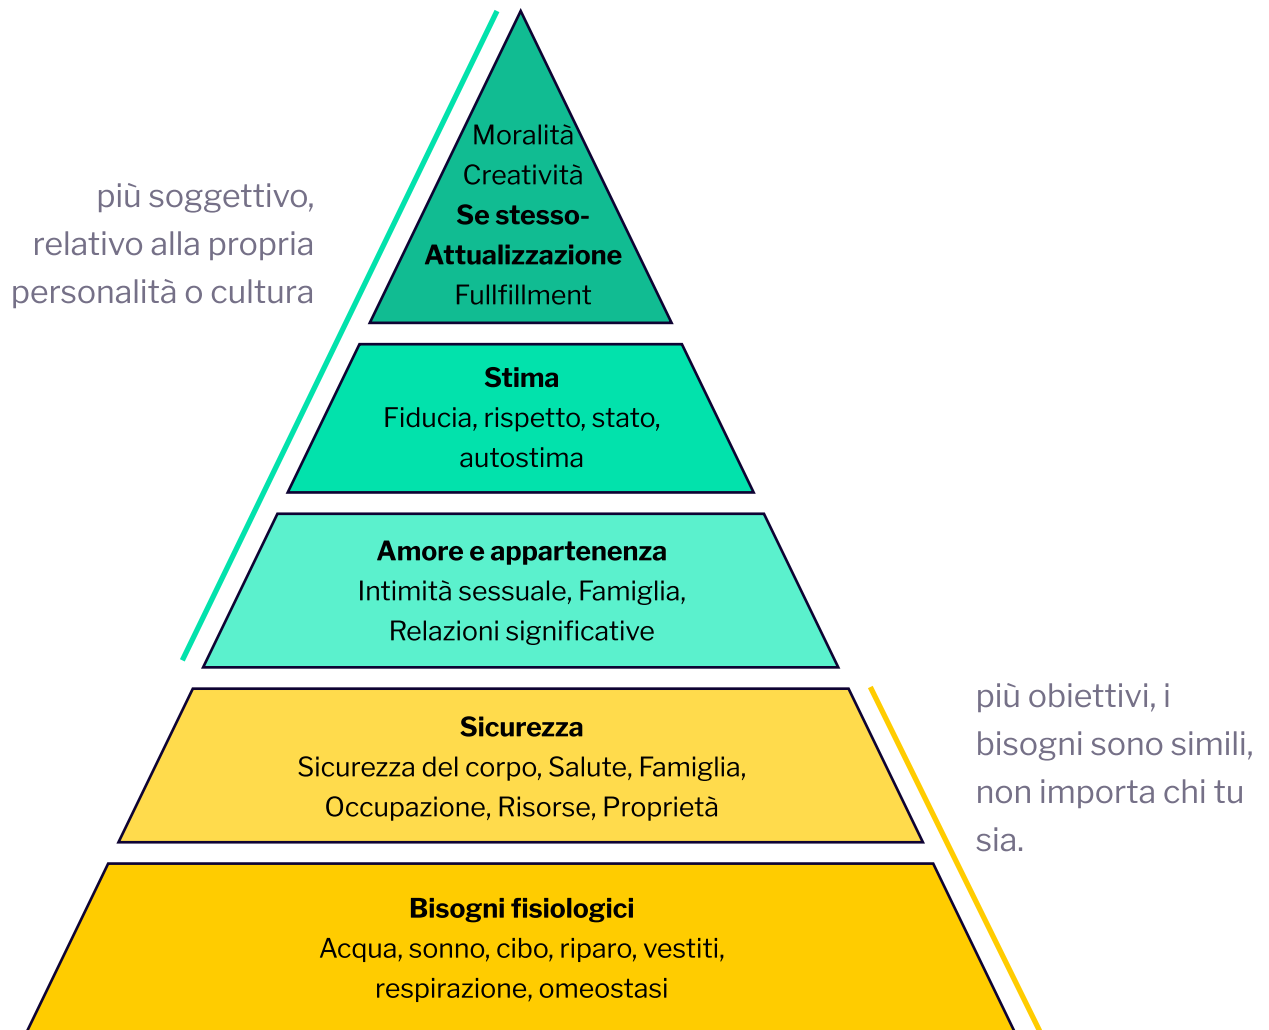 Moralità
Creatività
Se stesso-
Attualizzazione
Fullfillment
più soggettivo,
relativo alla propria
personalità o cultura
Stima
Fiducia, rispetto, stato,
autostima
Amore e appartenenza
Intimità sessuale, Famiglia,
Relazioni significative
Sicurezza
Sicurezza del corpo, Salute, Famiglia,
Occupazione, Risorse, Proprietà
più obiettivi, i
bisogni sono simili,
non importa chi tu
sia.
Bisogni fisiologici
Acqua, sonno, cibo, riparo, vestiti,
respirazione, omeostasi